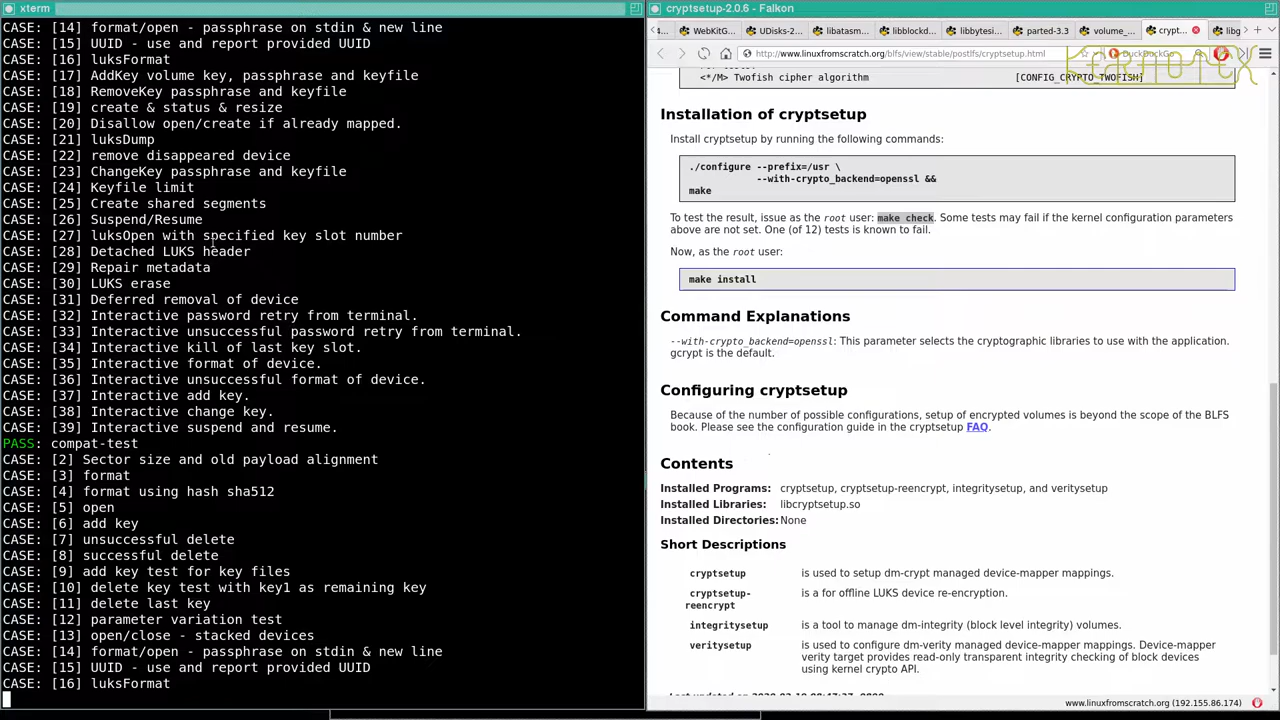 xterm
CASE: [14] format/open - passphrase on stdin & new line
CASE: [15] UUID - use and report provided UUID
CASE: [16] luksFormat
CASE: [17] AddKey volume key, passphrase and keyfile
CASE: [18] RemoveKey passphrase and keyfile
CASE: [19] create & status & resize
CASE: [20] Disallow open/create if already mapped.
CASE: [21] luksDump
CASE: [22] remove disappeared device
CASE: [23] ChangeKey passphrase and keyfile
CASE: [24] Keyfile limit
CASE: [25] Create shared segments
CASE: [26] Suspend/Resume
CASE: [27] luksOpen with specified key slot number
CASE: [28] Detached LUKS header
CASE: [29] Repair metadata
CASE: [30] LUKS erase
CASE: [31] Deferred removal of device
CASE: [32] Interactive password retry from terminal.
CASE: [33] Interactive unsuccessful password retry from terminal.
CASE: [34] Interactive kill of last key slot.
CASE: [35] Interactive format of device.
CASE: [36] Interactive unsuccessful format of device.
CASE: [37] Interactive add key.
CASE: [38] Interactive change key.
CASE: [39] Interactive suspend and resume.
PASS: compat-test
CASE: [2] Sector size and old payload alignment
CASE: [3] format
CASE: [4] format using hash sha512
CASE: [5] open
CASE: [6] add key
CASE: [7] unsuccessful delete
CASE: [8] successful delete
CASE: [9] add key test for key files
CASE: [10] delete key test with key1 as remaining key
CASE: [11] delete last key
CASE: [12] parameter variation test
CASE: [13] open/close - stacked devices
CASE: [14] format/open - passphrase on stdin & new line
CASE: [15] UUID - use and report provided UUID
CASE: [16] luksFormat
cryptsetup-2.0.6 - Falkon
4... WebKitG... UDisks-2... libatasm... libblockd... libbytesi... parted-3.3 volume_... crypt... libg
http://www.linuxfromscratch.org/blfs/view/stable/postlfs/cryptsetup.html DuckDuckGo
<*/M> Twofish cipher algorithm [CONFIG_CRYPTO_TWOFISH]
Installation of cryptsetup
Install cryptsetup by running the following commands:
./configure --prefix=/usr \
--with-crypto_backend=openssl &&
make
To test the result, issue as the root user: make check. Some tests may fail if the kernel configuration parameters
above are not set. One (of 12) tests is known to fail.
Now, as the root user:
make install
Command Explanations
--with-crypto_backend=openssl: This parameter selects the cryptographic libraries to use with the application.
gcrypt is the default.
Configuring cryptsetup
Because of the number of possible configurations, setup of encrypted volumes is beyond the scope of the BLFS
book. Please see the configuration guide in the cryptsetup FAQ.
Contents
Installed Programs: cryptsetup, cryptsetup-reencrypt, integritysetup, and veritysetup
Installed Libraries: libcryptsetup.so
Installed Directories: None
Short Descriptions
cryptsetup is used to setup dm-crypt managed device-mapper mappings.
cryptsetup- is a for offline LUKS device re-encryption.
reencrypt
integritysetup is a tool to manage dm-integrity (block level integrity) volumes.
veritysetup is used to configure dm-verity managed device-mapper mappings. Device-mapper
verity target provides read-only transparent integrity checking of block devices
using kernel crypto API.
www.linuxfromscratch.org (192.155.86.174)